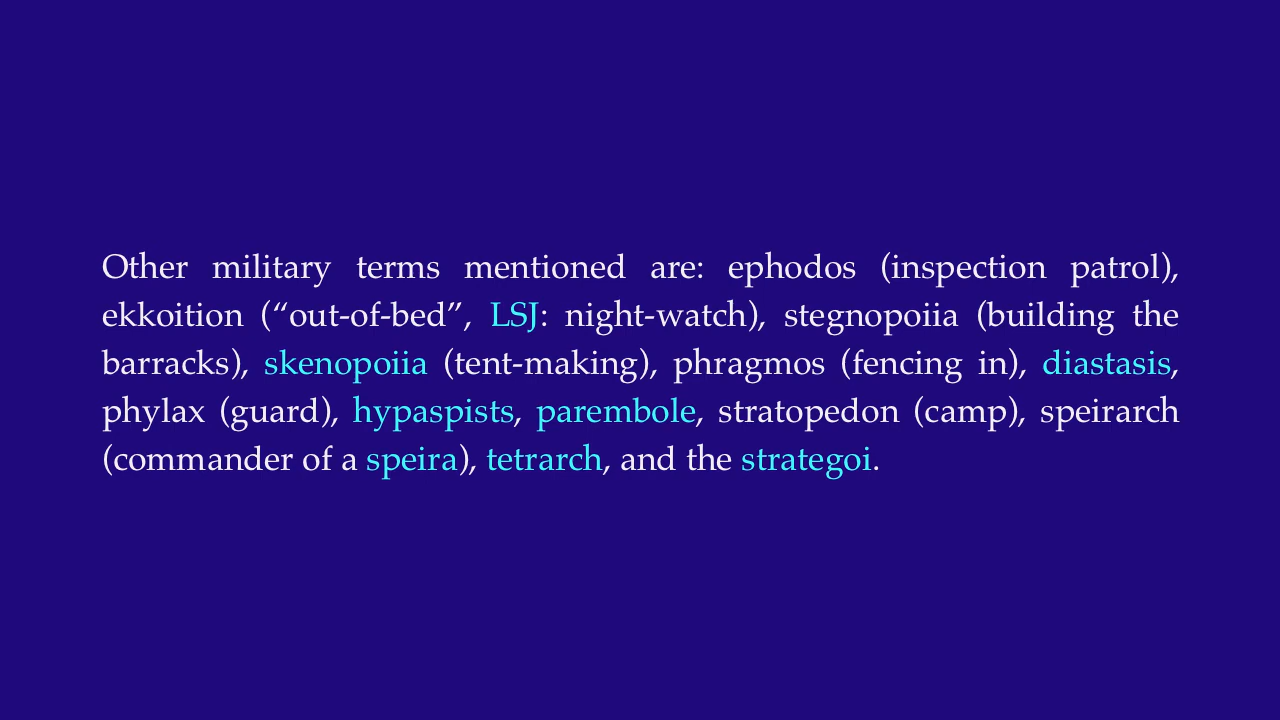 Other military terms mentioned are: ephodos (inspection patrol),
ekkoition (“out-of-bed”, LSJ: night-watch), stegnopoiia (building the
barracks), skenopoiia (tent-making), phragmos (fencing in), diastasis,
phylax (guard), hypaspists, parembole, stratopedon (camp), speirarch
(commander of a speira), tetrarch, and the strategoi.